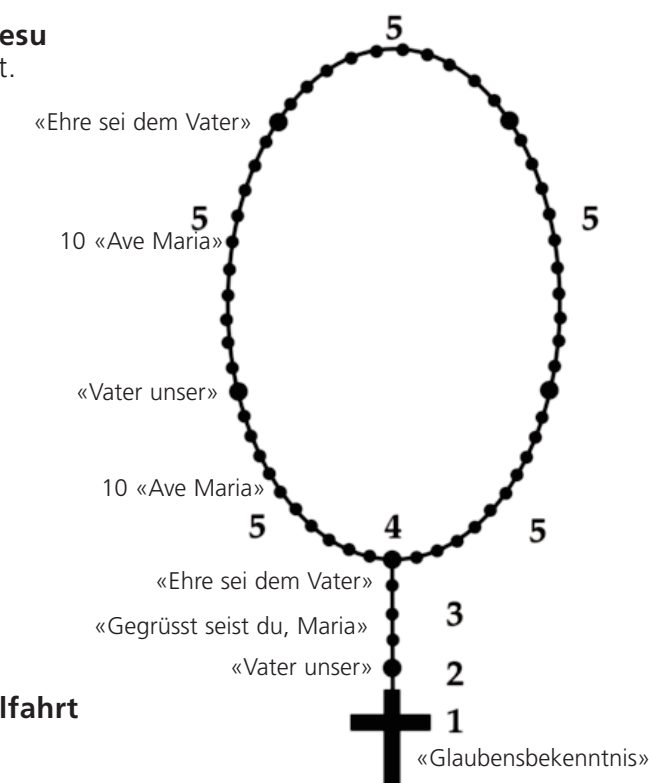 esu
t.
5
«Ehre sei dem Vater»
5
5
10 «Ave Maria»
«Vater unser»
10 «Ave Maria»
5
4
5
«Ehre sei dem Vater»
3
«Gegrüsst seist du, Maria»
«Vater unser»
2
lfahrt
1
«Glaubensbekenntnis»